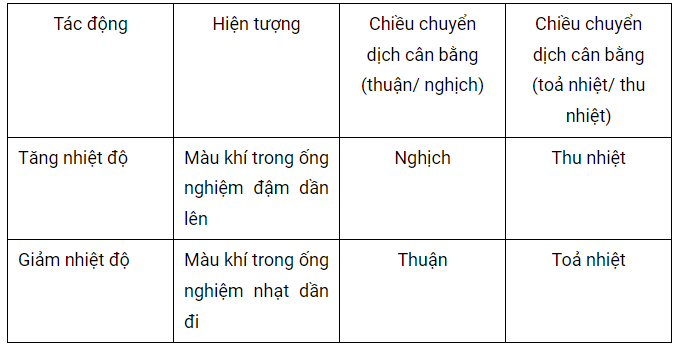 Tác động
Hiện tượng
Chiều chuyển
dịch cân bằng
(thuận/ nghịch)
Chiều chuyển
dịch cân bằng
(toả nhiệt/ thu
nhiệt)
Tăng nhiệt độ
Màu khí trong ống
nghiệm đậm dần
lên
Nghịch
Thu nhiệt
Giảm nhiệt độ
Màu khí trong ống
nghiệm nhạt dần
đi
Thuận
Toả nhiệt